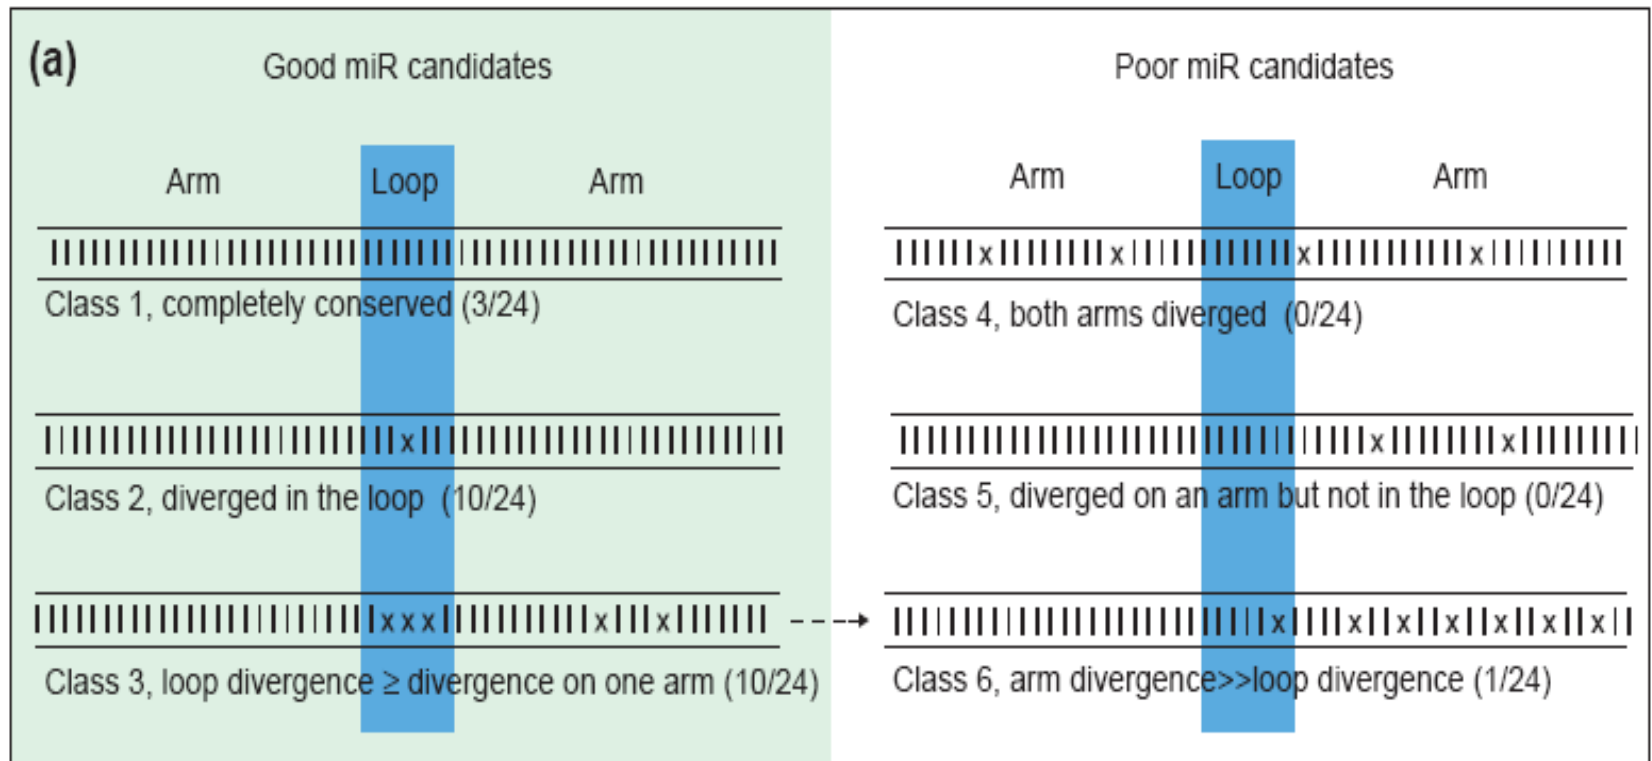 (a)
Good miR candidates
Arm Loop Arm
Class 1, completely conserved (3/24)
x
Class 2, diverged in the loop (10/24)
x x x x x
Class 3, loop divergence ≥ divergence on one arm (10/24)
Poor miR candidates
Arm Loop Arm
x x x x
Class 4, both arms diverged (0/24)
x x
Class 5, diverged on an arm but not in the loop (0/24)
x x x x x x x
Class 6, arm divergence>>loop divergence (1/24)